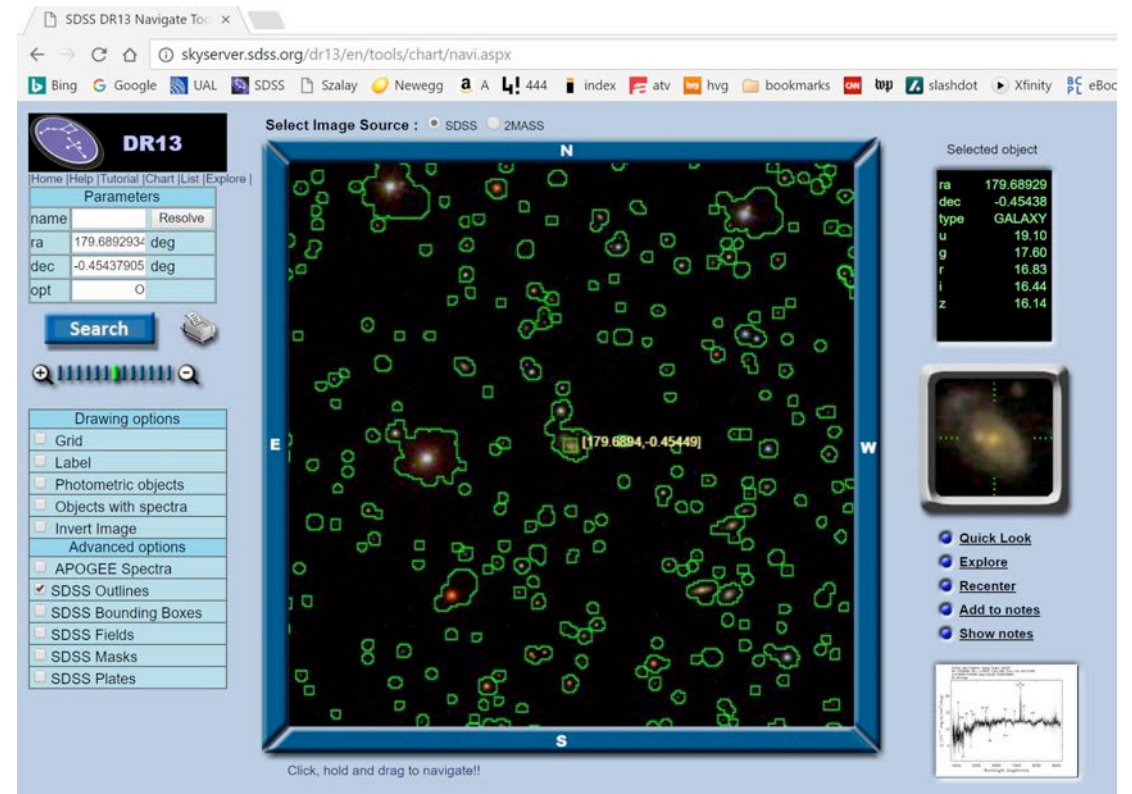 SDSS DR13 Navigate Too ×
skyserver.sdss.org/dr13/en/tools/chart/navi.aspx
Bing Google UAL SDSS Szalay Newegg a A L! 444 index atv hvg bookmarks CNN wp slashdot Xfinity BCPL eBoo
DR13
|Home |Help |Tutorial |Chart |List |Explore |
Parameters
name Resolve
ra 179.6892934 deg
dec -0.45437905 deg
opt O
Search
Drawing options
Grid
Label
Photometric objects
Objects with spectra
Invert Image
Advanced options
APOGEE Spectra
SDSS Outlines
SDSS Bounding Boxes
SDSS Fields
SDSS Masks
SDSS Plates
Select Image Source : SDSS 2MASS
N
E
[179.6894,-0.45449]
W
S
Click, hold and drag to navigate!!
Selected object
ra 179.68929
dec -0.45438
type GALAXY
u 19.10
g 17.60
r 16.83
i 16.44
z 16.14
Quick Look
Explore
Recenter
Add to notes
Show notes